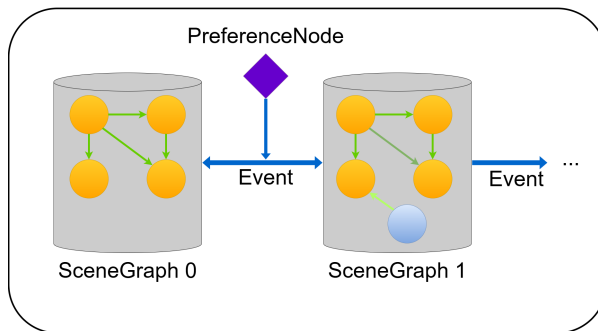 PreferenceNode
Event
Event
...
SceneGraph 0
SceneGraph 1